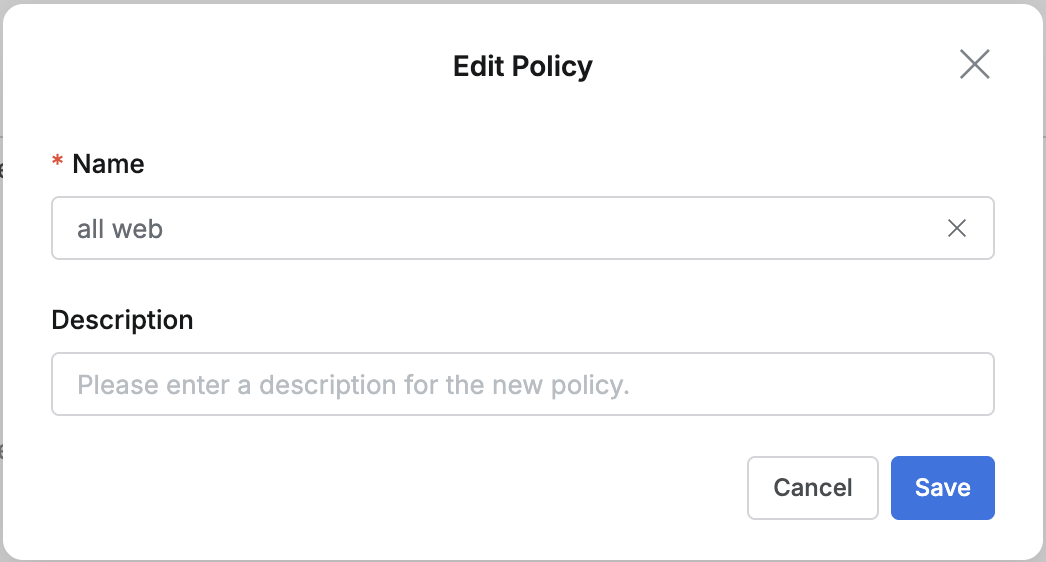 Edit Policy
* Name
all web
Description
Please enter a description for the new policy.
Cancel
Save